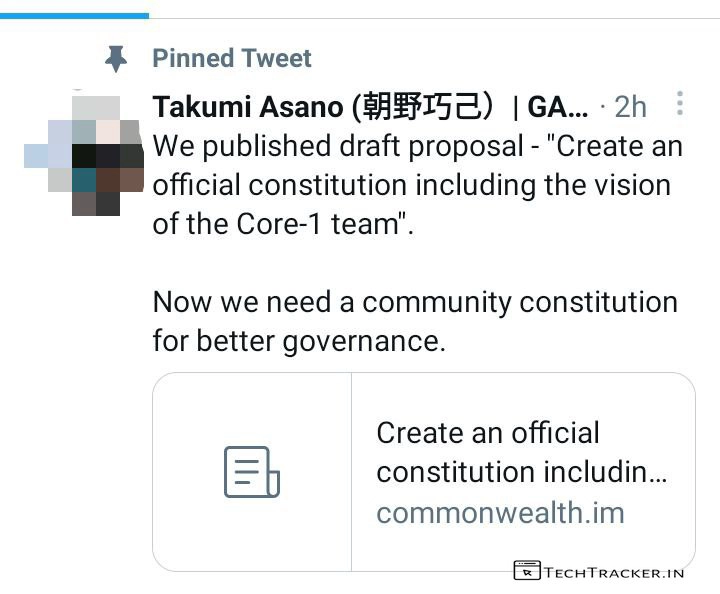 Pinned Tweet
Takumi Asano (朝野巧己）| GA... · 2h
We published draft proposal - "Create an
official constitution including the vision
of the Core-1 team".
Now we need a community constitution
for better governance.
Create an official
constitution includin...
commonwealth.im
TECHTRACKER.IN